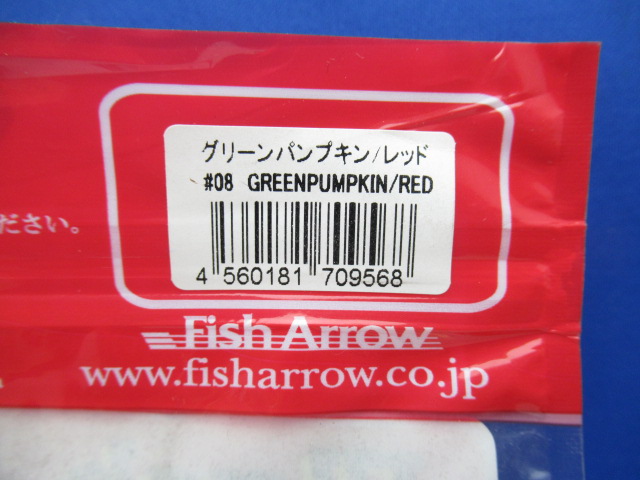 グリーンパンプキン/レッド
#08 GREENPUMPKIN/RED
4 560181 709568
ださい。
Fish Arrow
www.fisharrow.co.jp